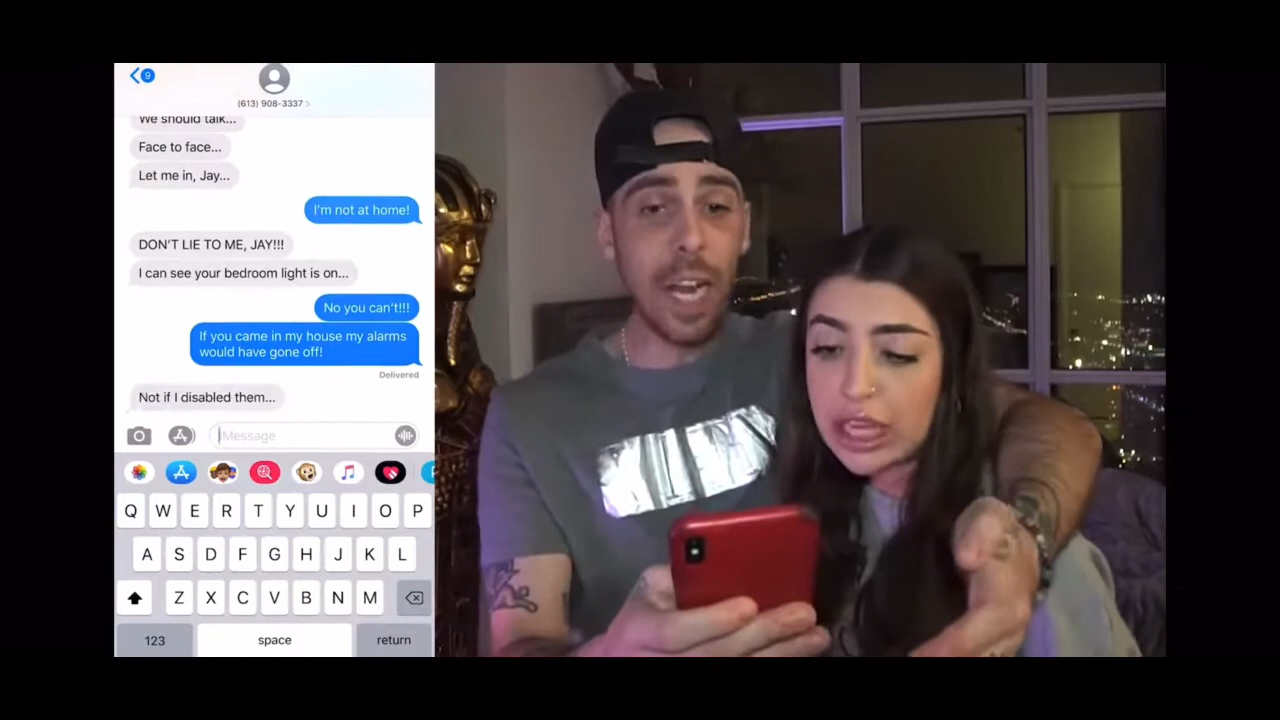 9
(613) 908-3337 >
We should talk...
Face to face...
Let me in, Jay...
I'm not at home!
DON'T LIE TO ME, JAY!!!
I can see your bedroom light is on...
No you can't!!!
If you came in my house my alarms
would have gone off!
Delivered
Not if I disabled them...
Message
Q W E R T Y U I O P
A S D F G H J K L
Z X C V B N M
123 space return